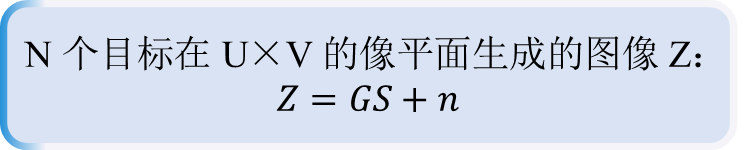 N 个目标在 U×V 的像平面生成的图像 Z：
Z = GS + n